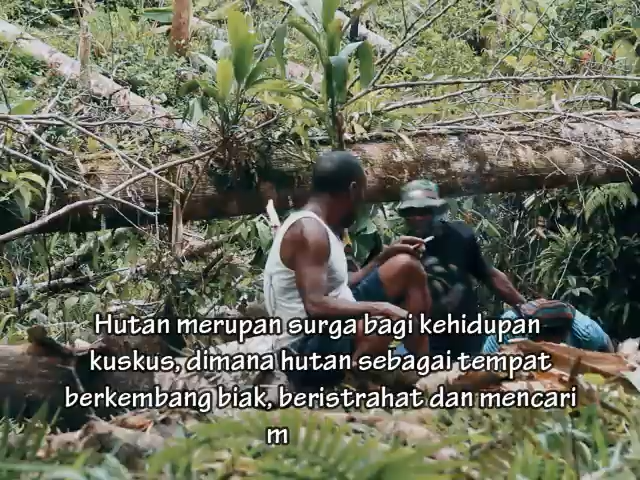 Hutan merupan surga bagi kehidupan
kuskus, dimana hutan sebagai tempat
berkembang biak, beristrahat dan mencari
m